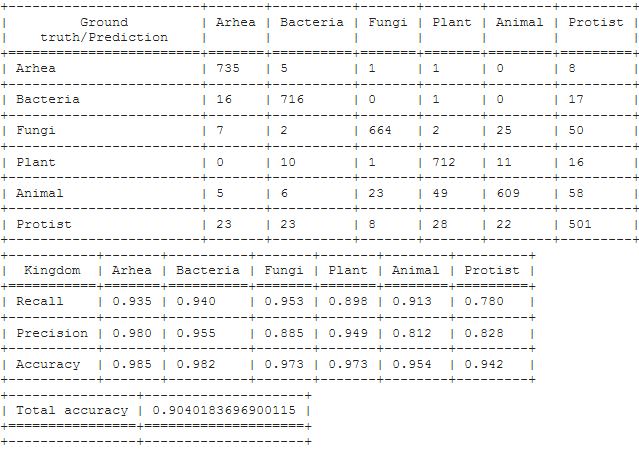 Ground Arhea Bacteria Fungi Plant Animal Protist
truth/Prediction
Arhea 735 5 1 1 0 8
Bacteria 16 716 0 1 0 17
Fungi 7 2 664 2 25 50
Plant 0 10 1 712 11 16
Animal 5 6 23 49 609 58
Protist 23 23 8 28 22 501
Kingdom Arhea Bacteria Fungi Plant Animal Protist
Recall 0.935 0.940 0.953 0.898 0.913 0.780
Precision 0.980 0.955 0.885 0.949 0.812 0.828
Accuracy 0.985 0.982 0.973 0.973 0.954 0.942
Total accuracy 0.9040183696900115